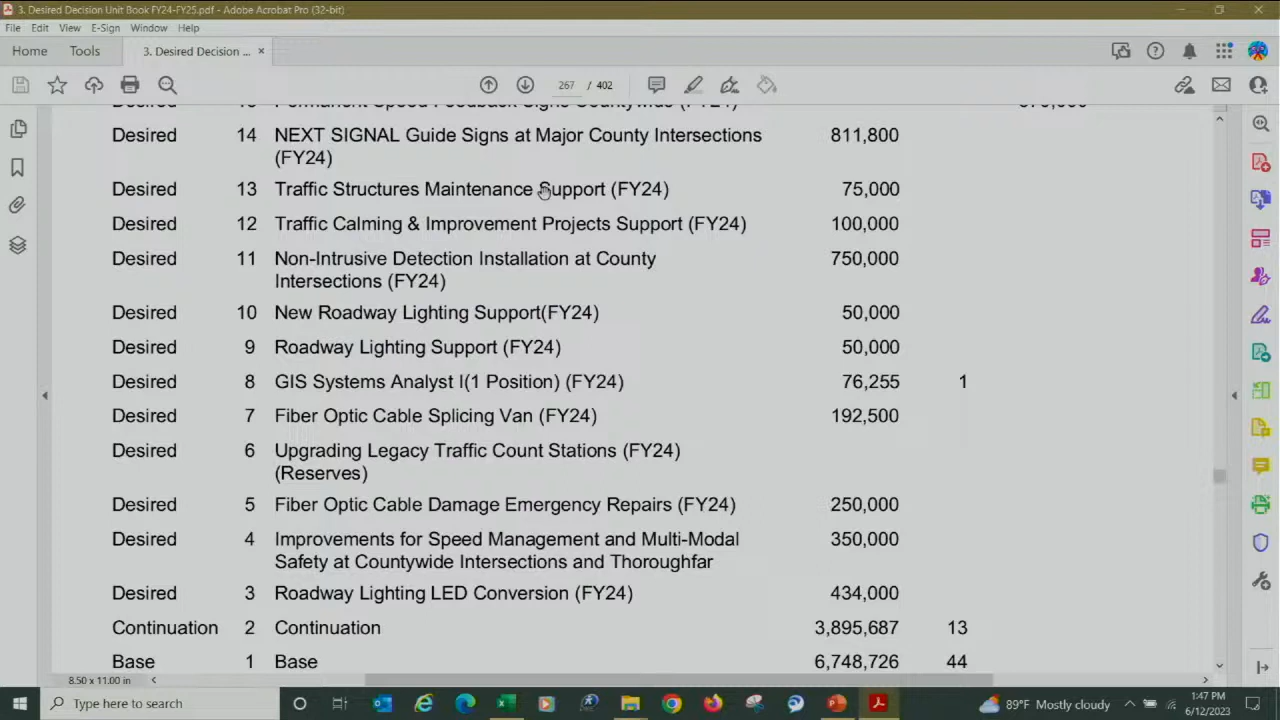 3. Desired Decision Unit Book FY24-FY25.pdf - Adobe Acrobat Pro (32-bit)
File Edit View E-Sign Window Help
Home Tools 3. Desired Decision ... ×
267 / 402
Permanent Speed Feedback Signs Countywide (FY24)
Desired 14 NEXT SIGNAL Guide Signs at Major County Intersections 811,800
(FY24)
Desired 13 Traffic Structures Maintenance Support (FY24) 75,000
Desired 12 Traffic Calming & Improvement Projects Support (FY24) 100,000
Desired 11 Non-Intrusive Detection Installation at County 750,000
Intersections (FY24)
Desired 10 New Roadway Lighting Support(FY24) 50,000
Desired 9 Roadway Lighting Support (FY24) 50,000
Desired 8 GIS Systems Analyst I(1 Position) (FY24) 76,255 1
Desired 7 Fiber Optic Cable Splicing Van (FY24) 192,500
Desired 6 Upgrading Legacy Traffic Count Stations (FY24)
(Reserves)
Desired 5 Fiber Optic Cable Damage Emergency Repairs (FY24) 250,000
Desired 4 Improvements for Speed Management and Multi-Modal 350,000
Safety at Countywide Intersections and Thoroughfar
Desired 3 Roadway Lighting LED Conversion (FY24) 434,000
Continuation 2 Continuation 3,895,687 13
Base 1 Base 6,748,726 44
8.50 x 11.00 in
Type here to search
89°F Mostly cloudy
1:47 PM
6/12/2023